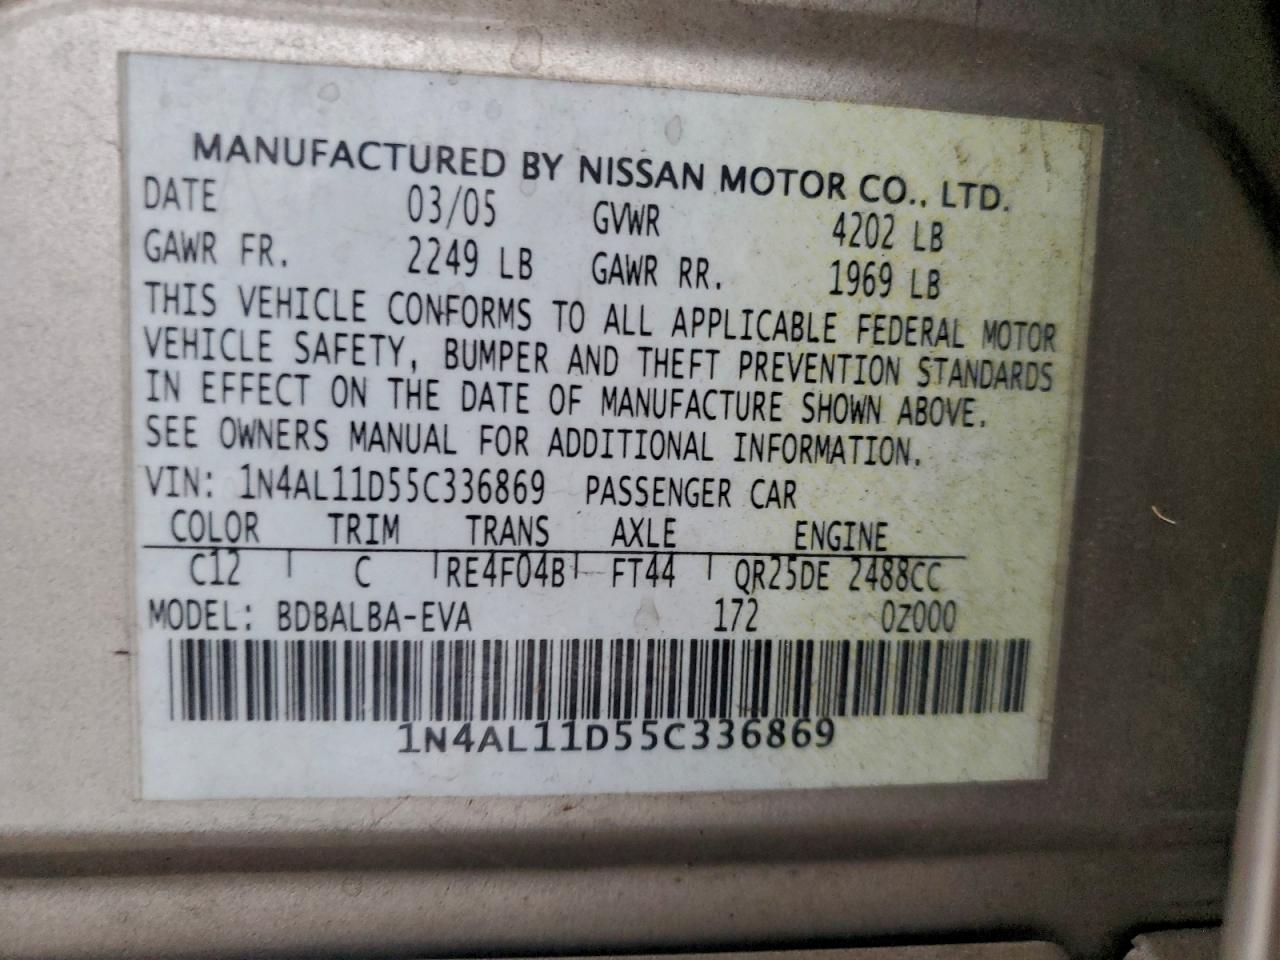 MANUFACTURED BY NISSAN MOTOR CO., LTD.
DATE 03/05 GVWR 4202 LB
GAWR FR. 2249 LB GAWR RR. 1969 LB
THIS VEHICLE CONFORMS TO ALL APPLICABLE FEDERAL MOTOR
VEHICLE SAFETY, BUMPER AND THEFT PREVENTION STANDARDS
IN EFFECT ON THE DATE OF MANUFACTURE SHOWN ABOVE.
SEE OWNERS MANUAL FOR ADDITIONAL INFORMATION.
VIN: 1N4AL11D55C336869 PASSENGER CAR
COLOR TRIM TRANS AXLE ENGINE
C12 C RE4F04B FT44 QR25DE 2488CC
MODEL: BDBALBA-EVA 172 0Z000
1N4AL11D55C336869